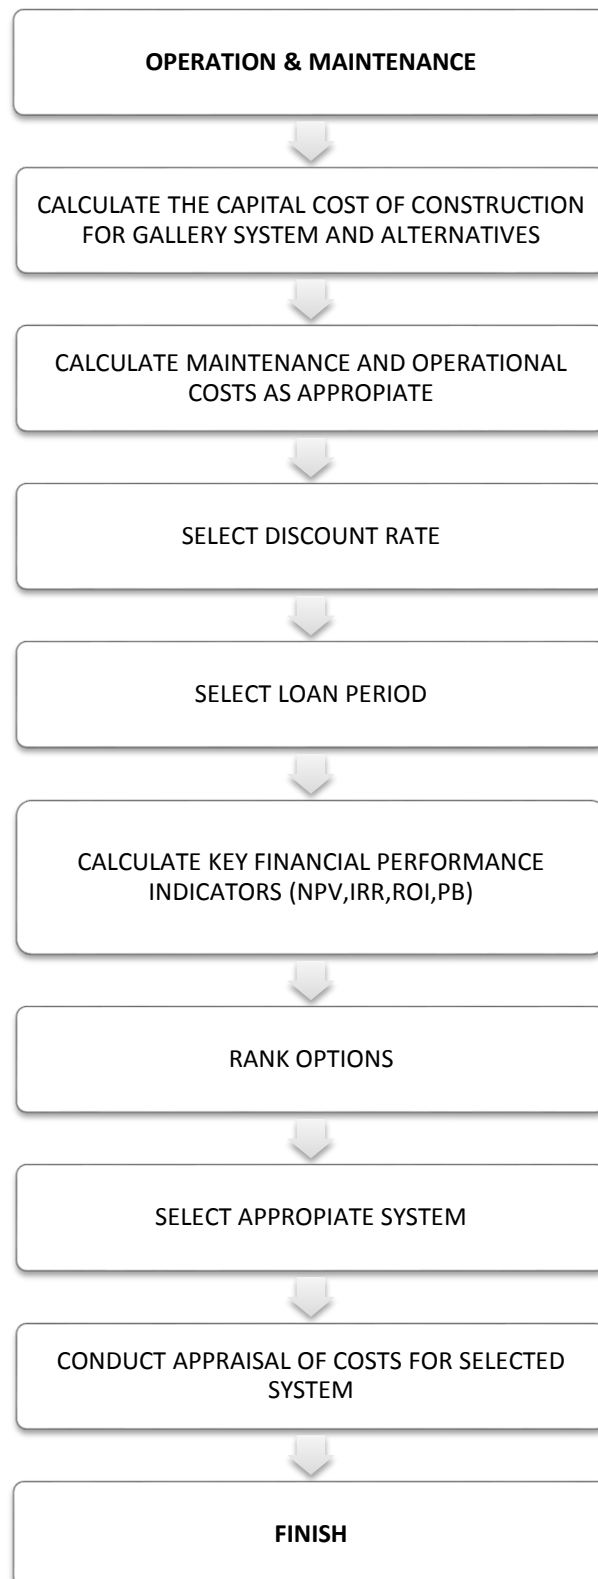 OPERATION & MAINTENANCE
CALCULATE THE CAPITAL COST OF CONSTRUCTION
FOR GALLERY SYSTEM AND ALTERNATIVES
CALCULATE MAINTENANCE AND OPERATIONAL
COSTS AS APPROPIATE
SELECT DISCOUNT RATE
SELECT LOAN PERIOD
CALCULATE KEY FINANCIAL PERFORMANCE
INDICATORS (NPV,IRR,ROI,PB)
RANK OPTIONS
SELECT APPROPIATE SYSTEM
CONDUCT APPRAISAL OF COSTS FOR SELECTED
SYSTEM
FINISH